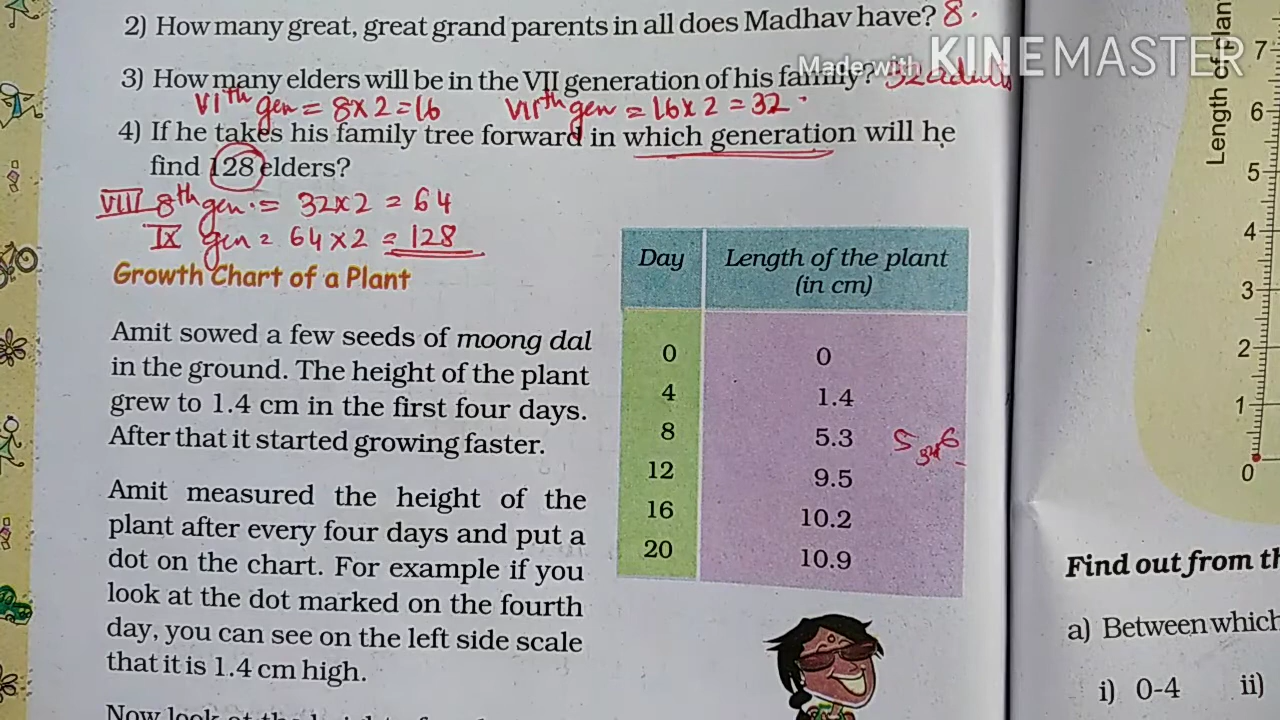 2) How many great, great grand parents in all does Madhav have? 8.
Made with KINEMASTER
3) How many elders will be in the VII generation of his family? 32 adults
VIth gen = 8x2=16 VIIth gen = 16x2 = 32.
4) If he takes his family tree forward in which generation will he
find 128 elders?
VIII 8th gen. = 32x2 = 64
IX gen = 64x2 = 128
Growth Chart of a Plant
Amit sowed a few seeds of moong dal
in the ground. The height of the plant
grew to 1.4 cm in the first four days.
After that it started growing faster.
Amit measured the height of the
plant after every four days and put a
dot on the chart. For example if you
look at the dot marked on the fourth
day, you can see on the left side scale
that it is 1.4 cm high.
Day Length of the plant
(in cm)
0 0
4 1.4
8 5.3
12 9.5
16 10.2
20 10.9
Length of plan
7
6
5
4
3
2
1
0
Find out from th
a) Between which
i) 0-4 ii)